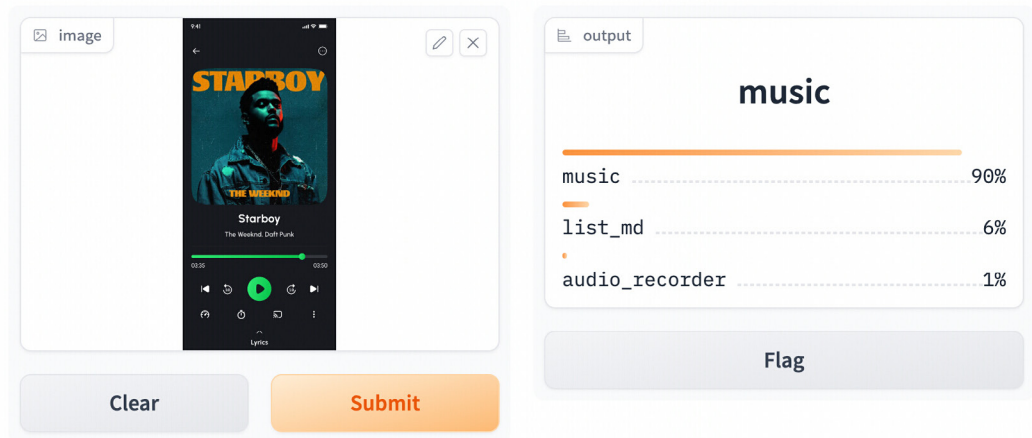 image
9:41
STARBOY
THE WEEKND
Starboy
The Weeknd, Daft Punk
03:35 03:50
Lyrics
Clear Submit
output
music
music 90%
list_md 6%
audio_recorder 1%
Flag